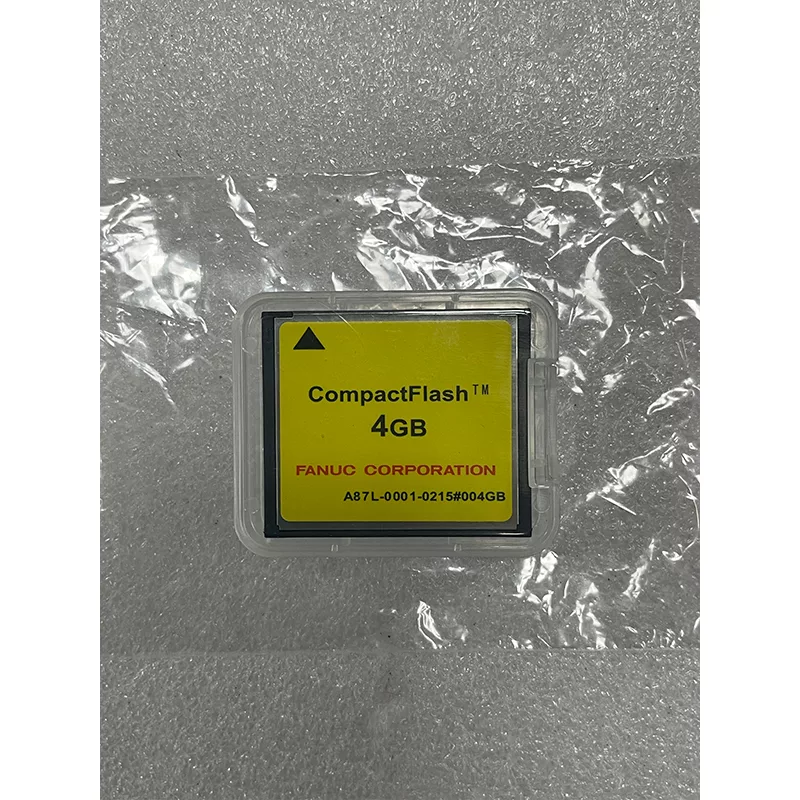 CompactFlash™
4GB
FANUC CORPORATION
A87L-0001-0215#004GB